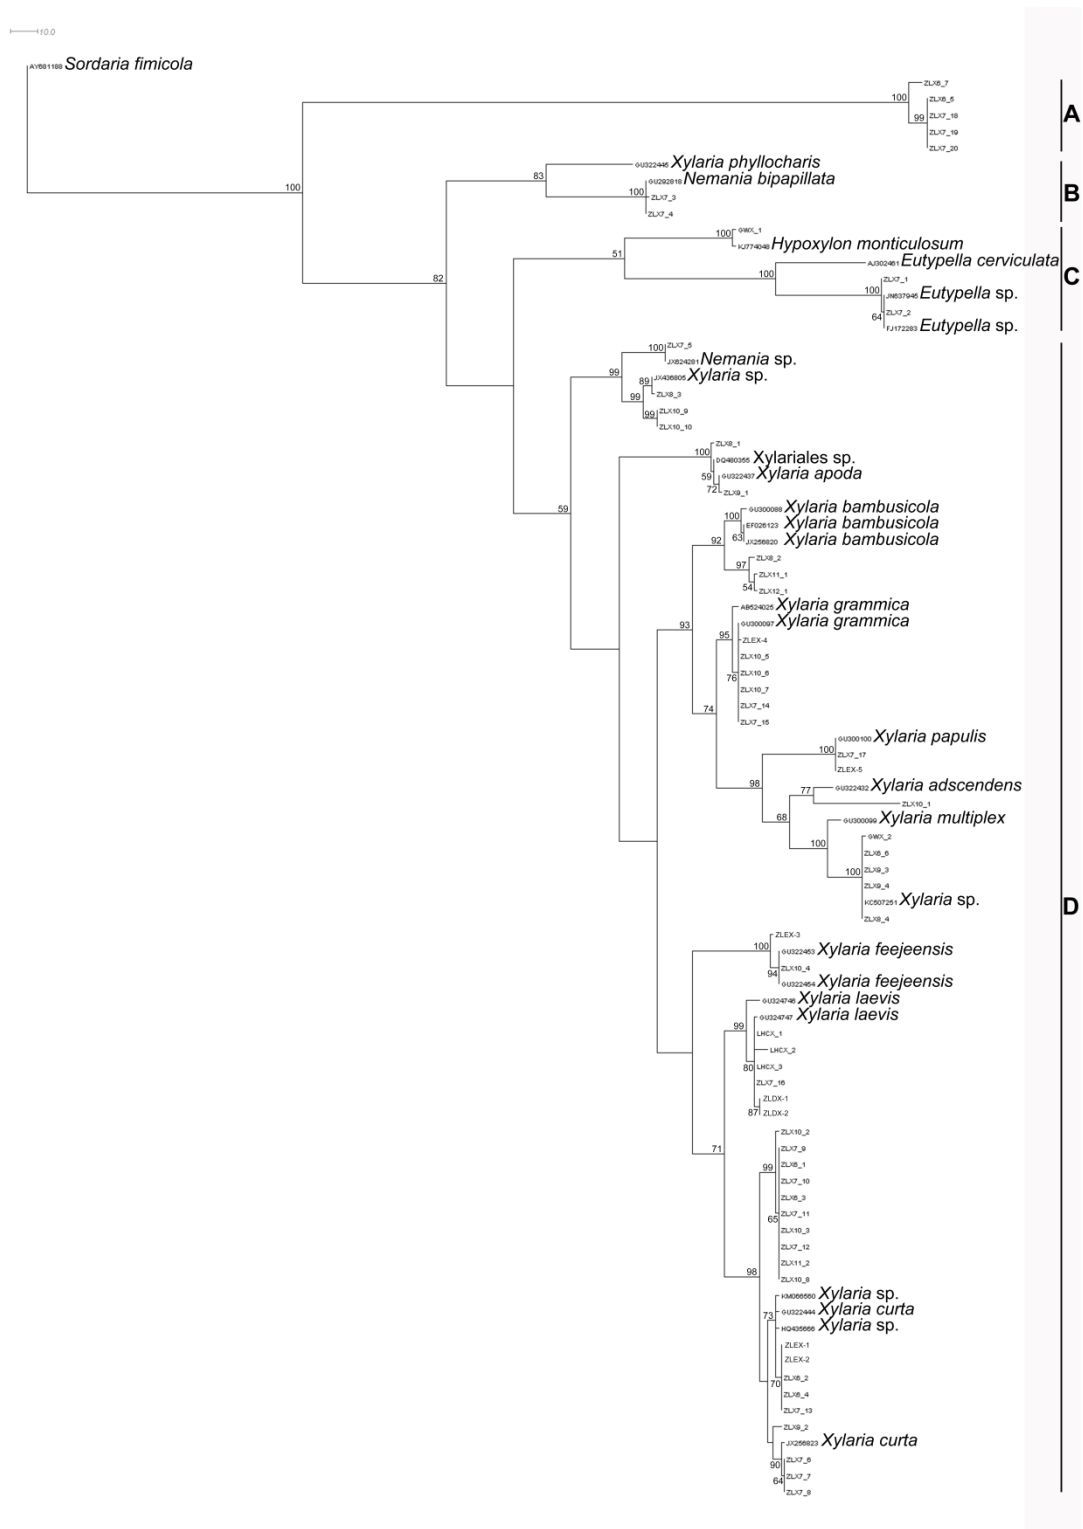 10.0
AY681188 Sordaria fimicola
ZLX6_7
100
ZLX6_5
A
99 ZLX7_18
ZLX7_19
ZLX7_20
GU322445 Xylaria phyllocharis
83
GU292818 Nemania bipapillata
100
100 ZLX7_3
B
ZLX7_4
GWX_1
100
KJ774048 Hypoxylon monticulosum
51
AJ302461 Eutypella cerviculata
100
C
82
ZLX7_1
100
JN637945 Eutypella sp.
ZLX7_2
64
FJ172283 Eutypella sp.
100 ZLX7_5
JX624281 Nemania sp.
99
JX436805 Xylaria sp.
89
ZLX8_3
99
99 ZLX10_9
ZLX10_10
ZLX8_1
100
DQ480355 Xylariales sp.
59 GU322437 Xylaria apoda
72 ZLX9_1
59
GU300088 Xylaria bambusicola
100
EF026123 Xylaria bambusicola
63
92 JX256820 Xylaria bambusicola
ZLX8_2
97
ZLX11_1
54
ZLX12_1
AB524025 Xylaria grammica
93
GU300097 Xylaria grammica
95
ZLEX-4
ZLX10_5
ZLX10_6
76
ZLX10_7
74 ZLX7_14
ZLX7_15
GU300100 Xylaria papulis
100 ZLX7_17
ZLEX-5
98
GU322432 Xylaria adscendens
77
ZLX10_1
68
GU300099 Xylaria multiplex
GWX_2
100
ZLX6_6
100 ZLX9_3
ZLX9_4
KC507251 Xylaria sp.
D
ZLX8_4
ZLEX-3
100
GU322453 Xylaria feejeensis
ZLX10_4
94
GU322454 Xylaria feejeensis
GU324746 Xylaria laevis
GU324747 Xylaria laevis
99
LHCX_1
LHCX_2
80 LHCX_3
ZLX7_16
ZLDX-1
87 ZLDX-2
ZLX10_2
71
ZLX7_9
99 ZLX6_1
ZLX7_10
ZLX6_3
65 ZLX7_11
ZLX10_3
ZLX7_12
ZLX11_2
98
ZLX10_8
KM066560 Xylaria sp.
GU322444 Xylaria curta
73
HQ435666 Xylaria sp.
ZLEX-1
ZLEX-2
ZLX6_2
70
ZLX6_4
ZLX7_13
ZLX9_2
JX256823 Xylaria curta
ZLX7_6
90
ZLX7_7
64
ZLX7_8